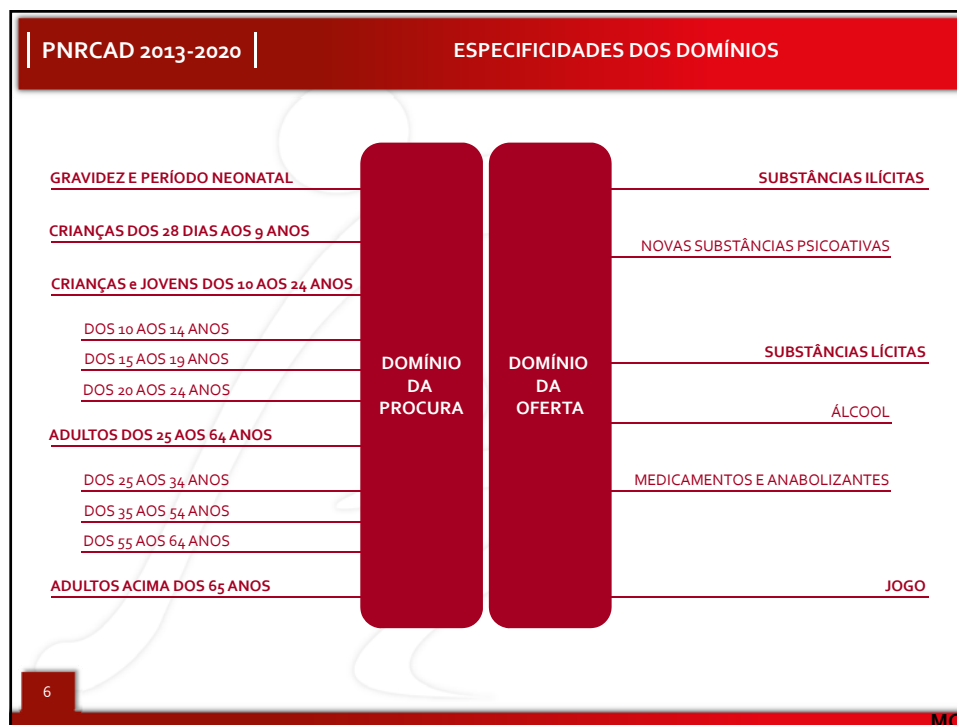 PNRCAD 2013-2020
ESPECIFICIDADES DOS DOMÍNIOS
GRAVIDEZ E PERÍODO NEONATAL
CRIANÇAS DOS 28 DIAS AOS 9 ANOS
CRIANÇAS e JOVENS DOS 10 AOS 24 ANOS
DOS 10 AOS 14 ANOS
DOS 15 AOS 19 ANOS
DOS 20 AOS 24 ANOS
ADULTOS DOS 25 AOS 64 ANOS
DOS 25 AOS 34 ANOS
DOS 35 AOS 54 ANOS
DOS 55 AOS 64 ANOS
ADULTOS ACIMA DOS 65 ANOS
DOMÍNIO
DA
PROCURA
DOMÍNIO
DA
OFERTA
SUBSTÂNCIAS ILÍCITAS
NOVAS SUBSTÂNCIAS PSICOATIVAS
SUBSTÂNCIAS LÍCITAS
ÁLCOOL
MEDICAMENTOS E ANABOLIZANTES
JOGO
6